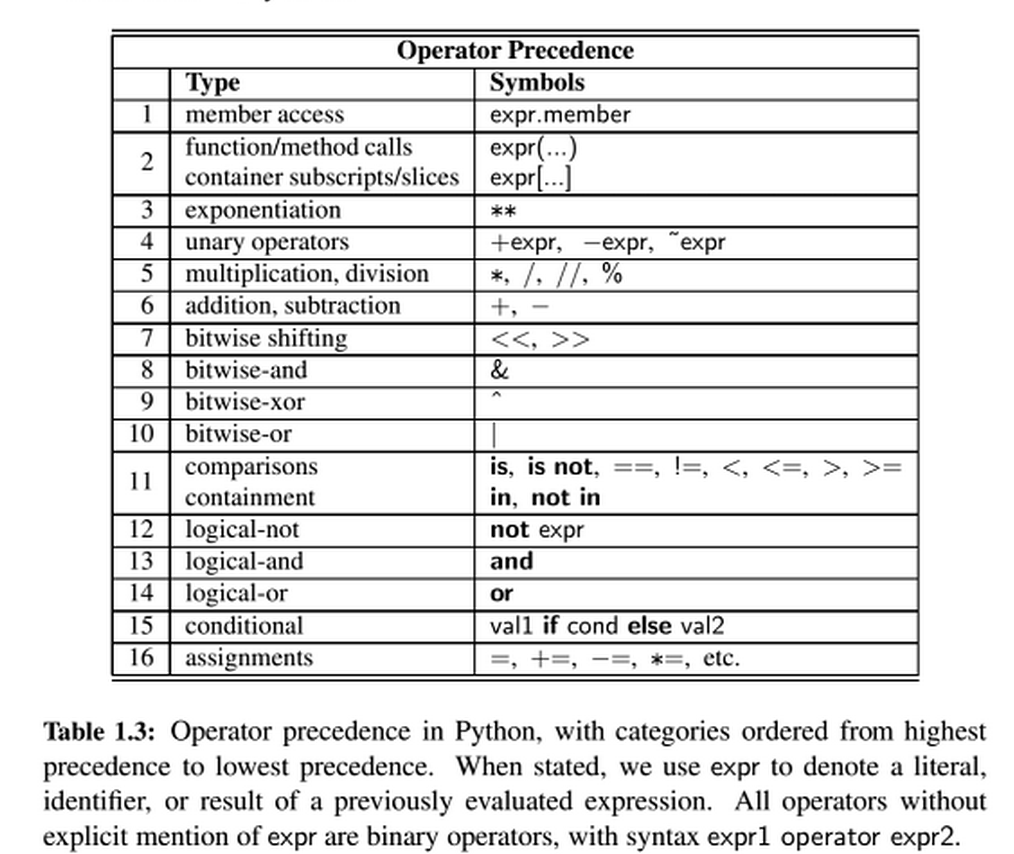 Operator Precedence
Type Symbols
1 member access expr.member
2 function/method calls expr(...)
container subscripts/slices expr[...]
3 exponentiation **
4 unary operators +expr, −expr, ˜expr
5 multiplication, division *, /, //, %
6 addition, subtraction +, −
7 bitwise shifting <<, >>
8 bitwise-and &
9 bitwise-xor ˆ
10 bitwise-or |
11 comparisons is, is not, ==, !=, <, <=, >, >=
containment in, not in
12 logical-not not expr
13 logical-and and
14 logical-or or
15 conditional val1 if cond else val2
16 assignments =, +=, −=, *=, etc.
Table 1.3: Operator precedence in Python, with categories ordered from highest
precedence to lowest precedence. When stated, we use expr to denote a literal,
identifier, or result of a previously evaluated expression. All operators without
explicit mention of expr are binary operators, with syntax expr1 operator expr2.